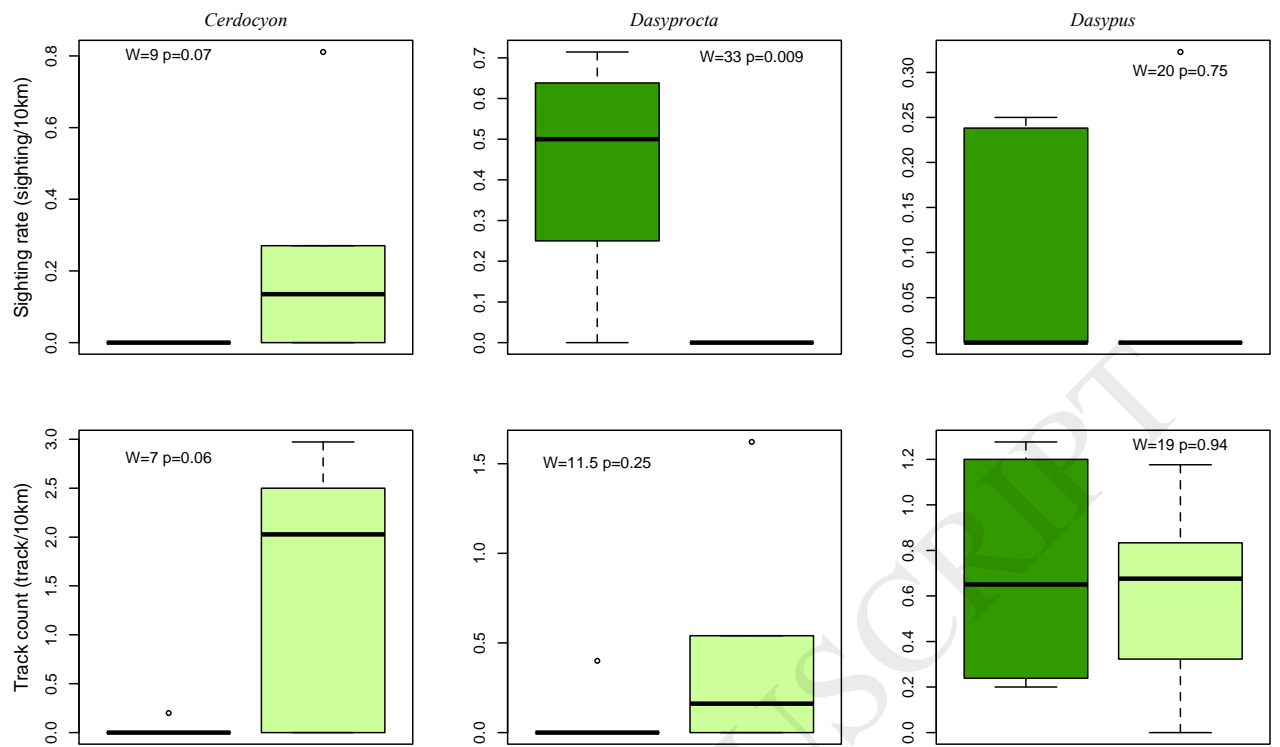 Cerdocyon
Dasyprocta
Dasypus
Sighting rate (sighting/10km)
0.0 0.2 0.4 0.6 0.8
W=9 p=0.07
0.0 0.1 0.2 0.3 0.4 0.5 0.6 0.7
W=33 p=0.009
0.00 0.05 0.10 0.15 0.20 0.25 0.30
W=20 p=0.75
Track count (track/10km)
0.0 0.5 1.0 1.5 2.0 2.5 3.0
W=7 p=0.06
0.0 0.5 1.0 1.5
W=11.5 p=0.25
0.0 0.2 0.4 0.6 0.8 1.0 1.2
W=19 p=0.94
USCRIPT